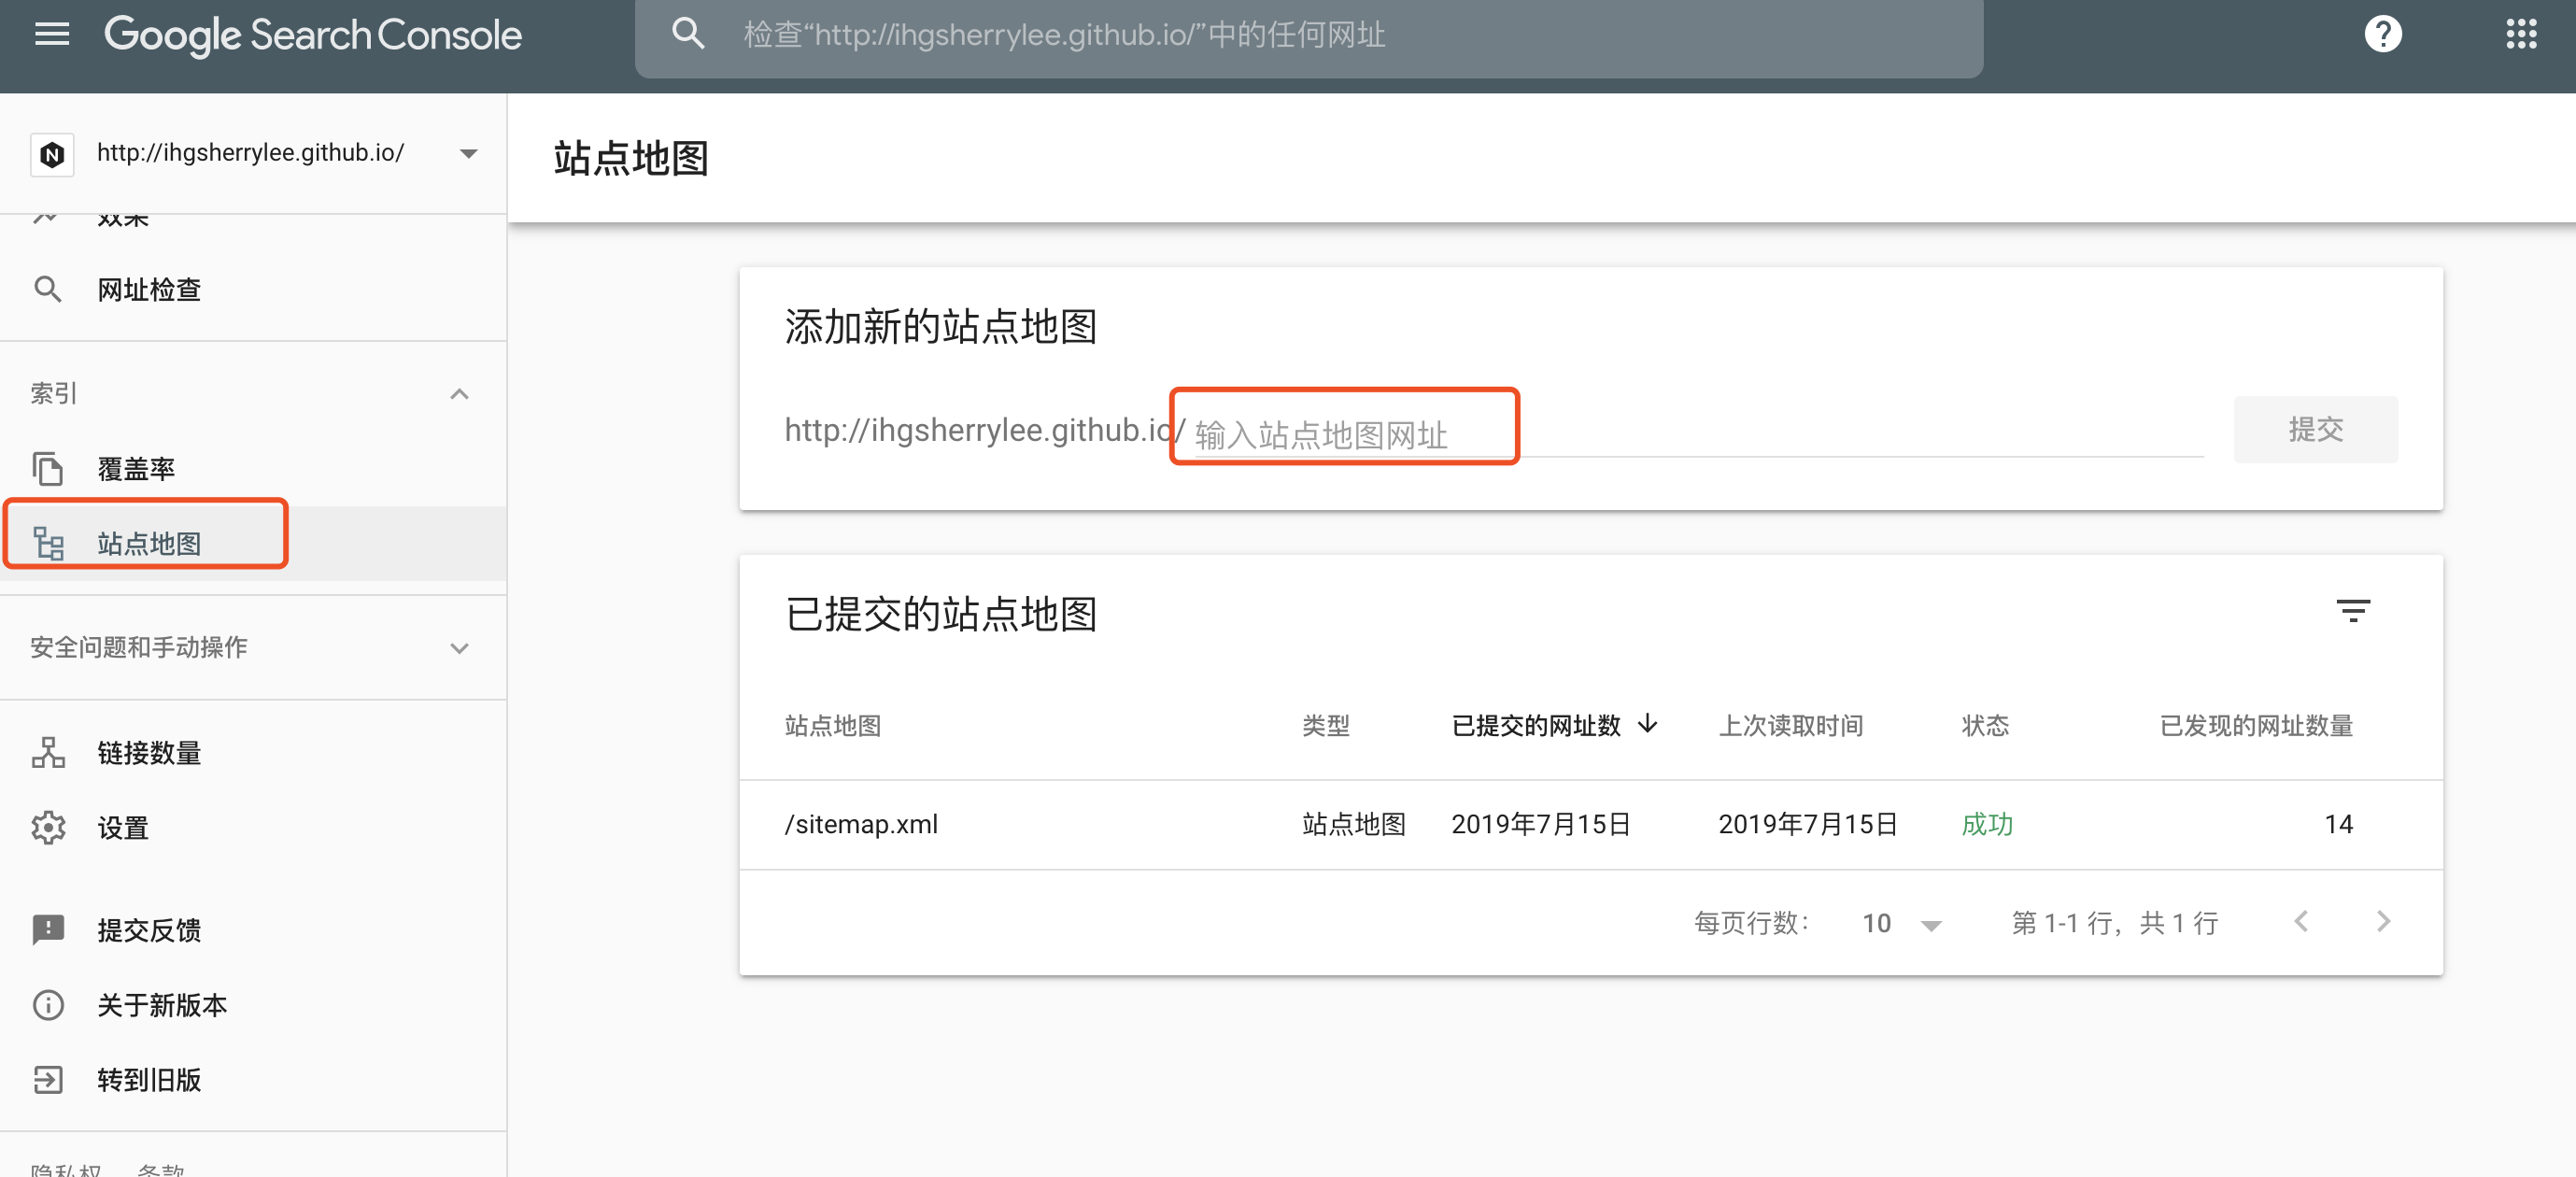 Google Search Console
检查“http://ihgsherrylee.github.io/”中的任何网址
http://ihgsherrylee.github.io/
效果
网址检查
索引
覆盖率
站点地图
安全问题和手动操作
链接数量
设置
提交反馈
关于新版本
转到旧版
隐私权 条款
站点地图
添加新的站点地图
http://ihgsherrylee.github.io/ 输入站点地图网址 提交
已提交的站点地图
站点地图 类型 已提交的网址数 上次读取时间 状态 已发现的网址数量
/sitemap.xml 站点地图 2019年7月15日 2019年7月15日 成功 14
每页行数： 10 第 1-1 行，共 1 行